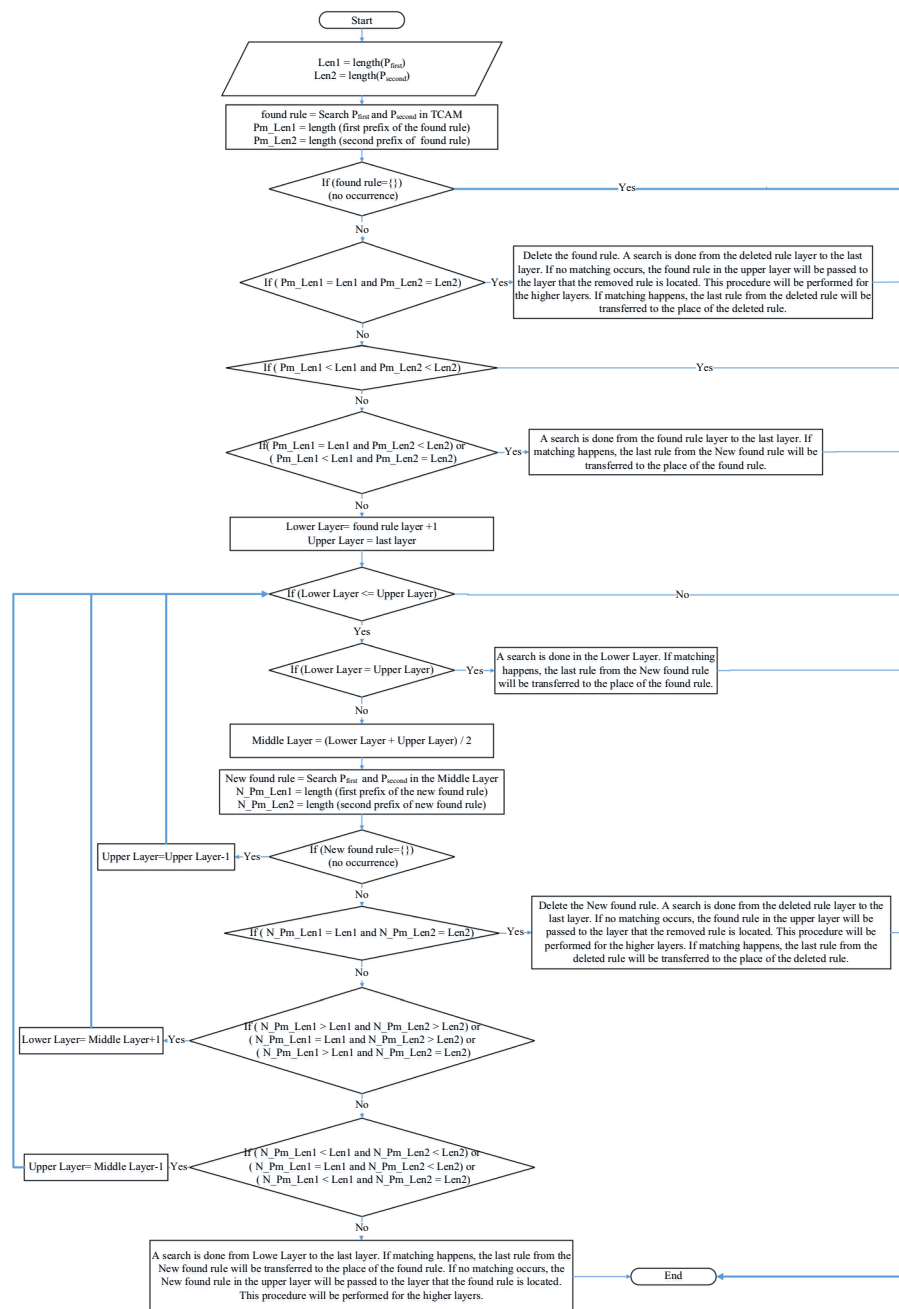 Start
Len1 = length(Pfirst)
Len2 = length(Psecond)
found rule = Search Pfirst and Psecond in TCAM
Pm_Len1 = length (first prefix of the found rule)
Pm_Len2 = length (second prefix of found rule)
If (found rule={})
(no occurrence)
Yes
No
If ( Pm_Len1 = Len1 and Pm_Len2 = Len2)
Yes
Delete the found rule. A search is done from the deleted rule layer to the last
layer. If no matching occurs, the found rule in the upper layer will be passed to
the layer that the removed rule is located. This procedure will be performed for
the higher layers. If matching happens, the last rule from the deleted rule will be
transferred to the place of the deleted rule.
No
If ( Pm_Len1 < Len1 and Pm_Len2 < Len2)
Yes
No
If( Pm_Len1 = Len1 and Pm_Len2 < Len2) or
( Pm_Len1 < Len1 and Pm_Len2 = Len2)
Yes
A search is done from the found rule layer to the last layer. If
matching happens, the last rule from the New found rule will be
transferred to the place of the found rule.
No
Lower Layer= found rule layer +1
Upper Layer = last layer
If (Lower Layer <= Upper Layer)
No
Yes
If (Lower Layer = Upper Layer)
Yes
A search is done in the Lower Layer. If matching
happens, the last rule from the New found rule
will be transferred to the place of the found rule.
No
Middle Layer = (Lower Layer + Upper Layer) / 2
New found rule = Search Pfirst and Psecond in the Middle Layer
N_Pm_Len1 = length (first prefix of the new found rule)
N_Pm_Len2 = length (second prefix of new found rule)
If (New found rule={})
(no occurrence)
Yes
Upper Layer=Upper Layer-1
No
If ( N_Pm_Len1 = Len1 and N_Pm_Len2 = Len2)
Yes
Delete the New found rule. A search is done from the deleted rule layer to the
last layer. If no matching occurs, the found rule in the upper layer will be
passed to the layer that the removed rule is located. This procedure will be
performed for the higher layers. If matching happens, the last rule from the
deleted rule will be transferred to the place of the deleted rule.
No
If ( N_Pm_Len1 > Len1 and N_Pm_Len2 > Len2) or
( N_Pm_Len1 = Len1 and N_Pm_Len2 > Len2) or
( N_Pm_Len1 > Len1 and N_Pm_Len2 = Len2)
Yes
Lower Layer= Middle Layer+1
No
If ( N_Pm_Len1 < Len1 and N_Pm_Len2 < Len2) or
( N_Pm_Len1 = Len1 and N_Pm_Len2 < Len2) or
( N_Pm_Len1 < Len1 and N_Pm_Len2 = Len2)
Yes
Upper Layer= Middle Layer-1
No
A search is done from Lowe Layer to the last layer. If matching happens, the last rule from the
New found rule will be transferred to the place of the found rule. If no matching occurs, the
New found rule in the upper layer will be passed to the layer that the found rule is located.
This procedure will be performed for the higher layers.
End